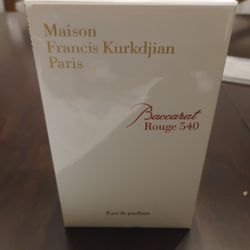 Maison
Francis Kurkdjian
Paris
Baccarat
Rouge 540
Eau de parfum